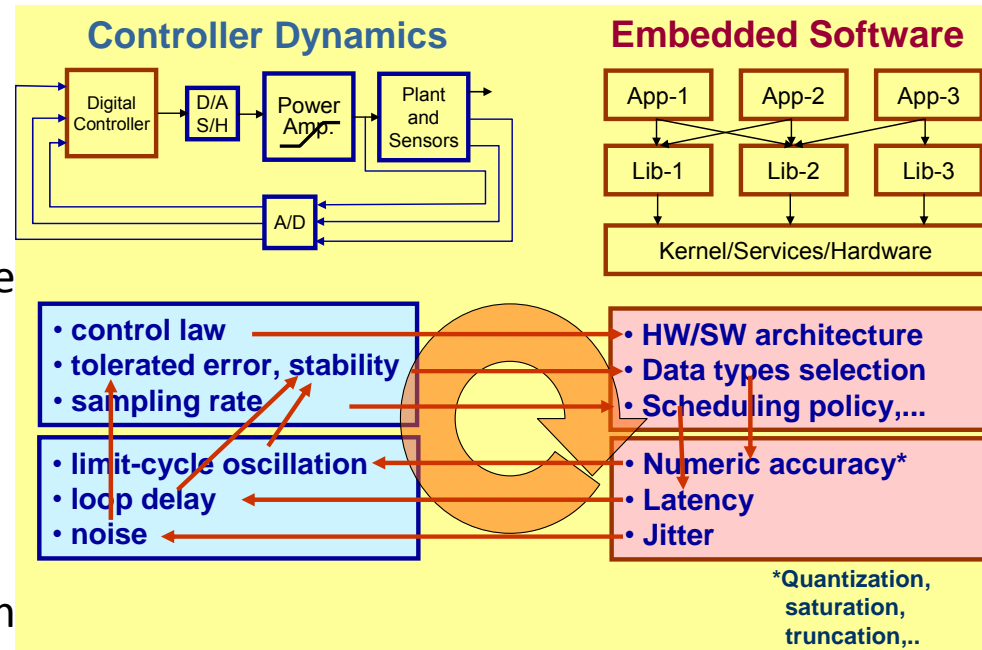 Controller Dynamics
Digital
Controller
D/A
S/H
Power
Amp.
Plant
and
Sensors
A/D
Embedded Software
App-1
App-2
App-3
Lib-1
Lib-2
Lib-3
Kernel/Services/Hardware
e
• control law
• tolerated error, stability
• sampling rate
• HW/SW architecture
• Data types selection
• Scheduling policy,...
• limit-cycle oscillation
• loop delay
• noise
• Numeric accuracy*
• Latency
• Jitter
*Quantization,
saturation,
truncation,..
n